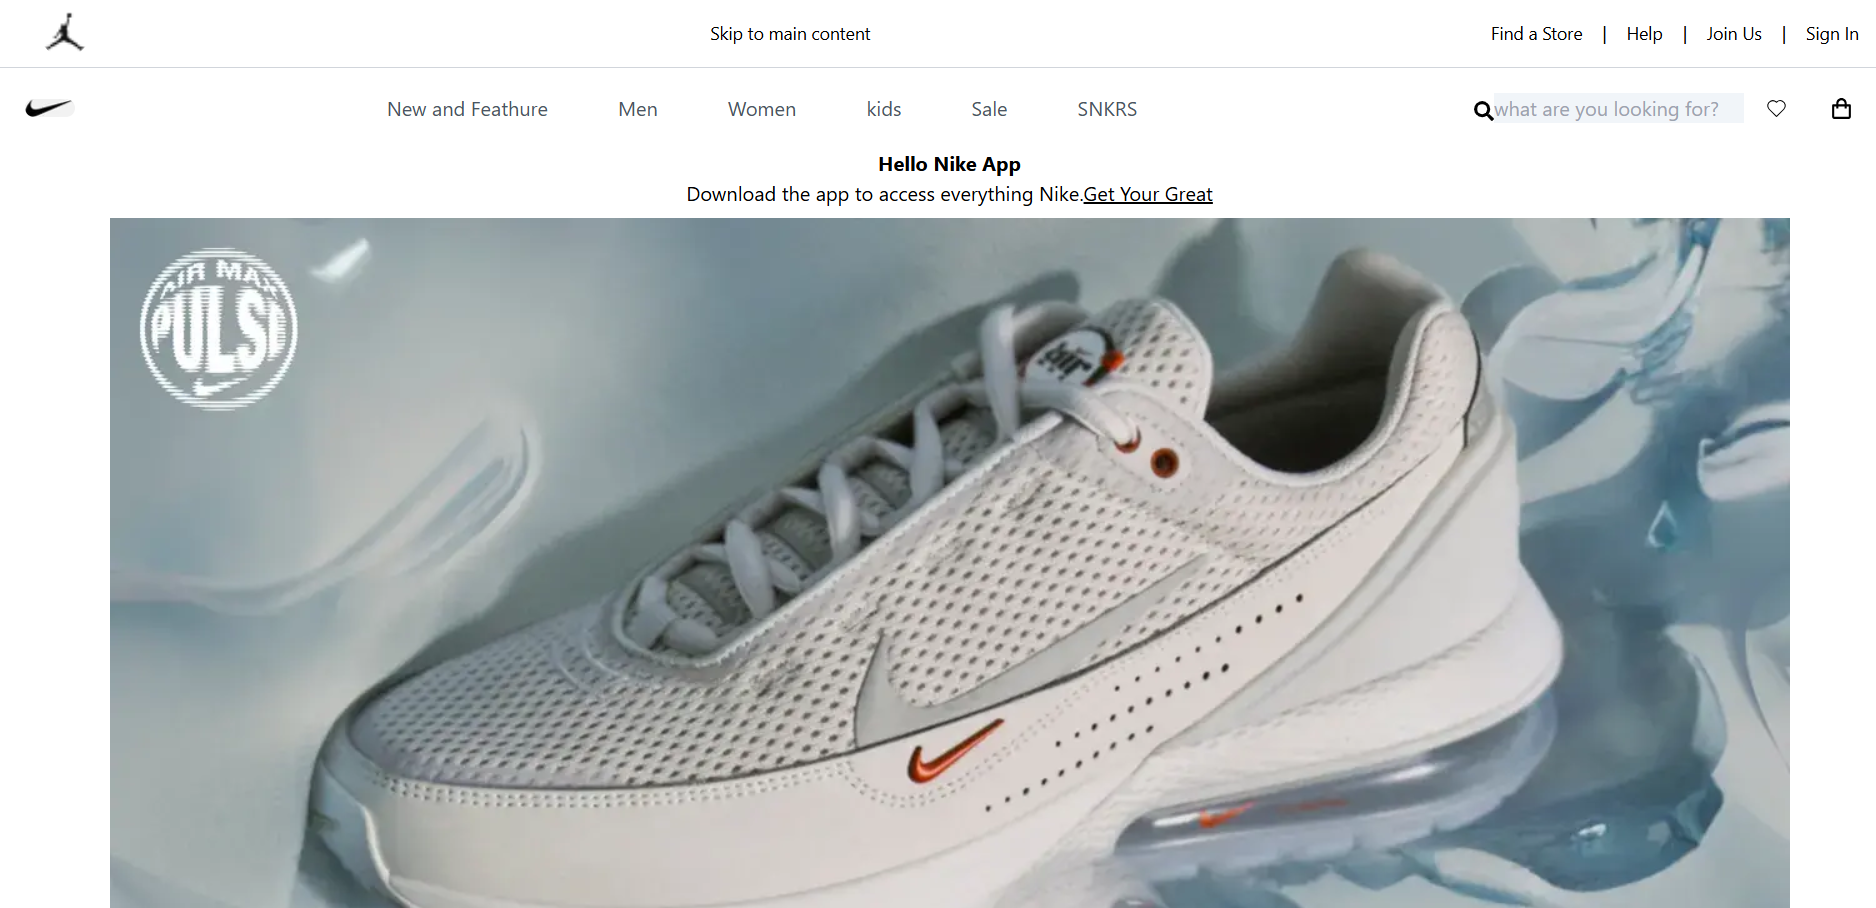 Skip to main content
Find a Store | Help | Join Us | Sign In
New and Feathure Men Women kids Sale SNKRS
what are you looking for?
Hello Nike App
Download the app to access everything Nike.Get Your Great
AIR MAX
PULSE
air